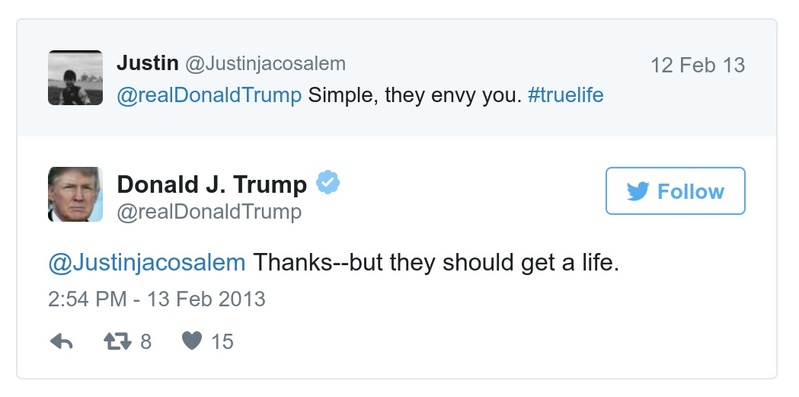 Justin @Justinjacosalem 12 Feb 13
@realDonaldTrump Simple, they envy you. #truelife
Donald J. Trump
@realDonaldTrump
Follow
@Justinjacosalem Thanks--but they should get a life.
2:54 PM - 13 Feb 2013
8 15